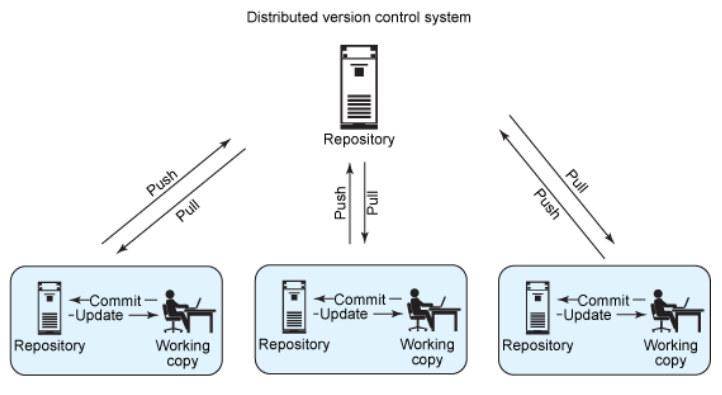 Distributed version control system
Repository
Push
Pull
Push
Pull
Pull
Push
Commit
Update
Repository
Working
copy
Commit
Update
Repository
Working
copy
Commit
Update
Repository
Working
copy